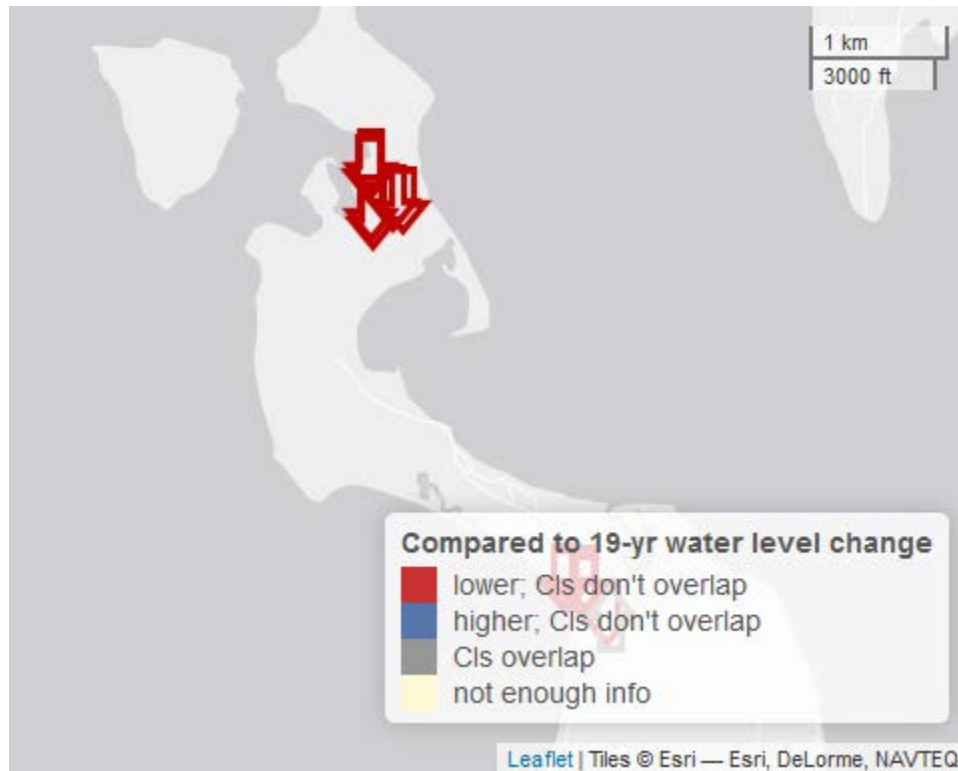 1 km
3000 ft
Compared to 19-yr water level change
lower; CIs don't overlap
higher; CIs don't overlap
CIs overlap
not enough info
Leaflet | Tiles © Esri — Esri, DeLorme, NAVTEQ